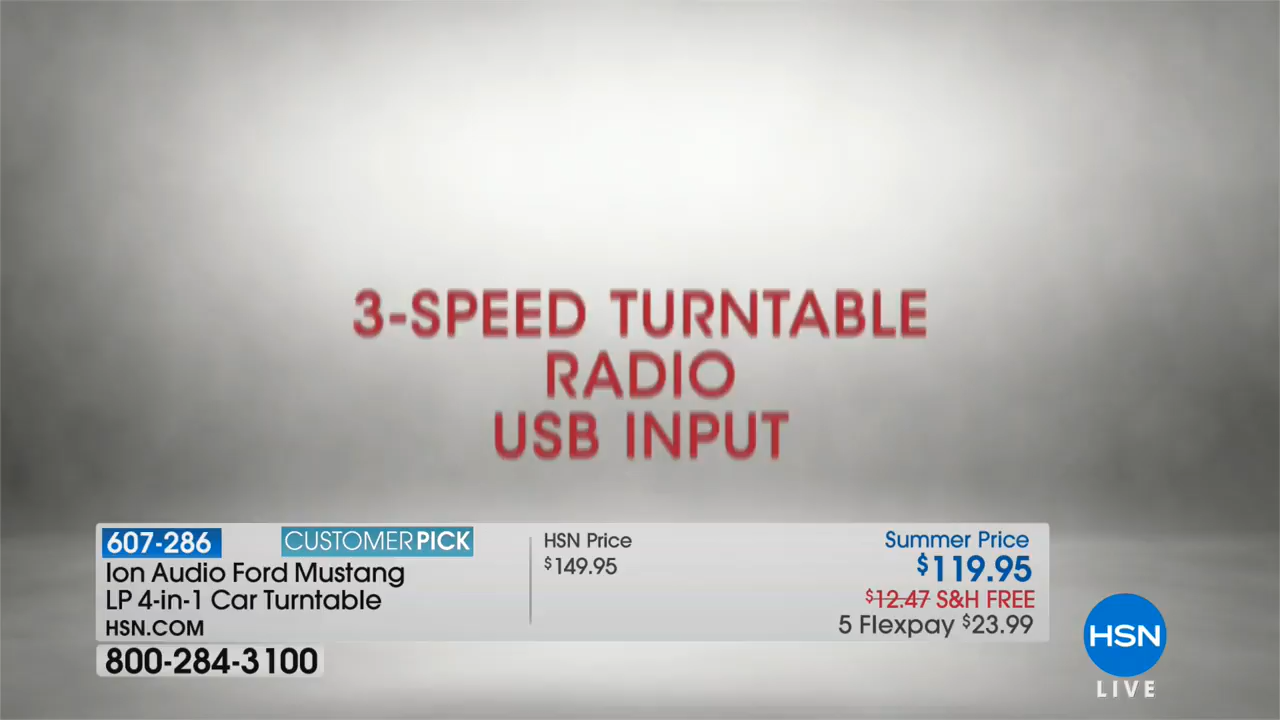 3-SPEED TURNTABLE
RADIO
USB INPUT
607-286 CUSTOMERPICK
Ion Audio Ford Mustang
LP 4-in-1 Car Turntable
HSN.COM
800-284-3100
HSN Price
$149.95
Summer Price
$119.95
$12.47 S&H FREE
5 Flexpay $23.99
HSN
LIVE